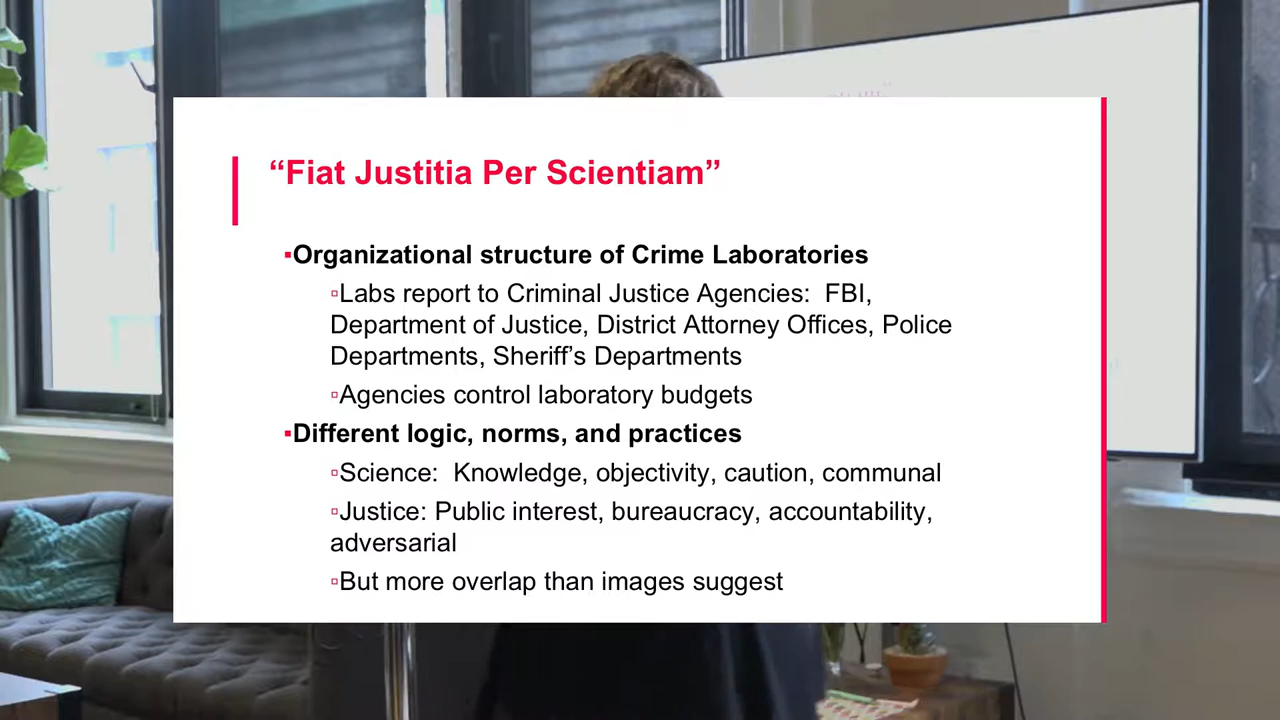 “Fiat Justitia Per Scientiam”
▪Organizational structure of Crime Laboratories
▫Labs report to Criminal Justice Agencies:  FBI,
Department of Justice, District Attorney Offices, Police
Departments, Sheriff’s Departments
▫Agencies control laboratory budgets
▪Different logic, norms, and practices
▫Science:  Knowledge, objectivity, caution, communal
▫Justice: Public interest, bureaucracy, accountability,
adversarial
▫But more overlap than images suggest